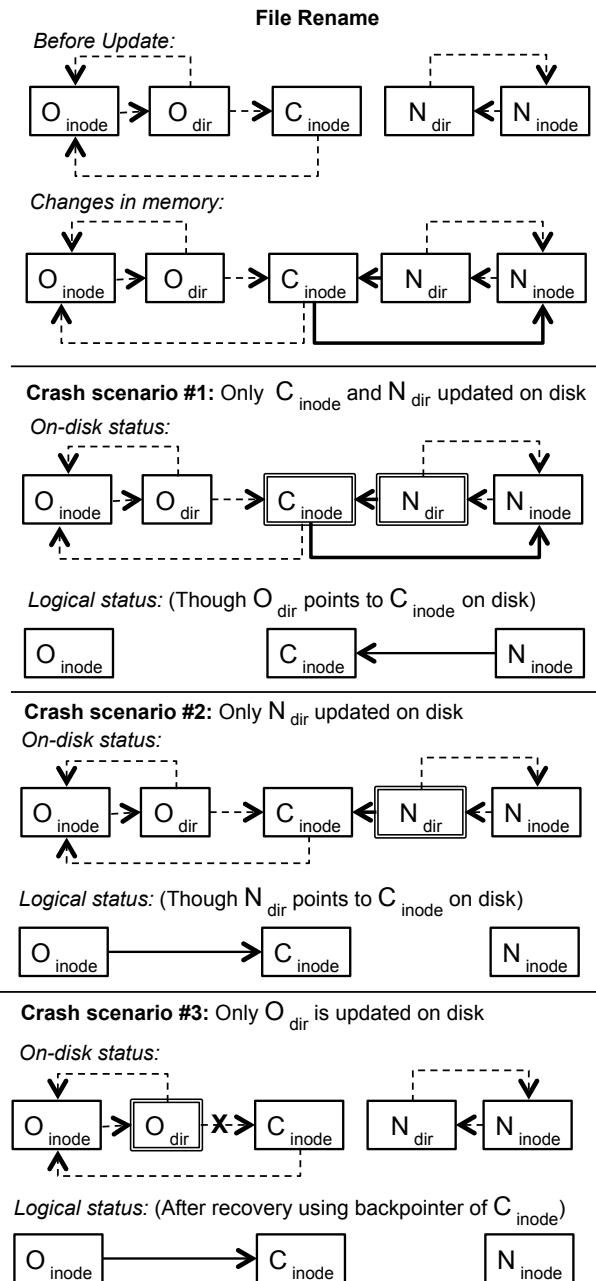 File Rename
Before Update:
O inode O dir C inode N dir N inode
Changes in memory:
O inode O dir C inode N dir N inode
Crash scenario #1: Only C inode and N dir updated on disk
On-disk status:
O inode O dir C inode N dir N inode
Logical status: (Though O dir points to C inode on disk)
O inode C inode N inode
Crash scenario #2: Only N dir updated on disk
On-disk status:
O inode O dir C inode N dir N inode
Logical status: (Though N dir points to C inode on disk)
O inode C inode N inode
Crash scenario #3: Only O dir is updated on disk
On-disk status:
O inode O dir X C inode N dir N inode
Logical status: (After recovery using backpointer of C inode)
O inode C inode N inode